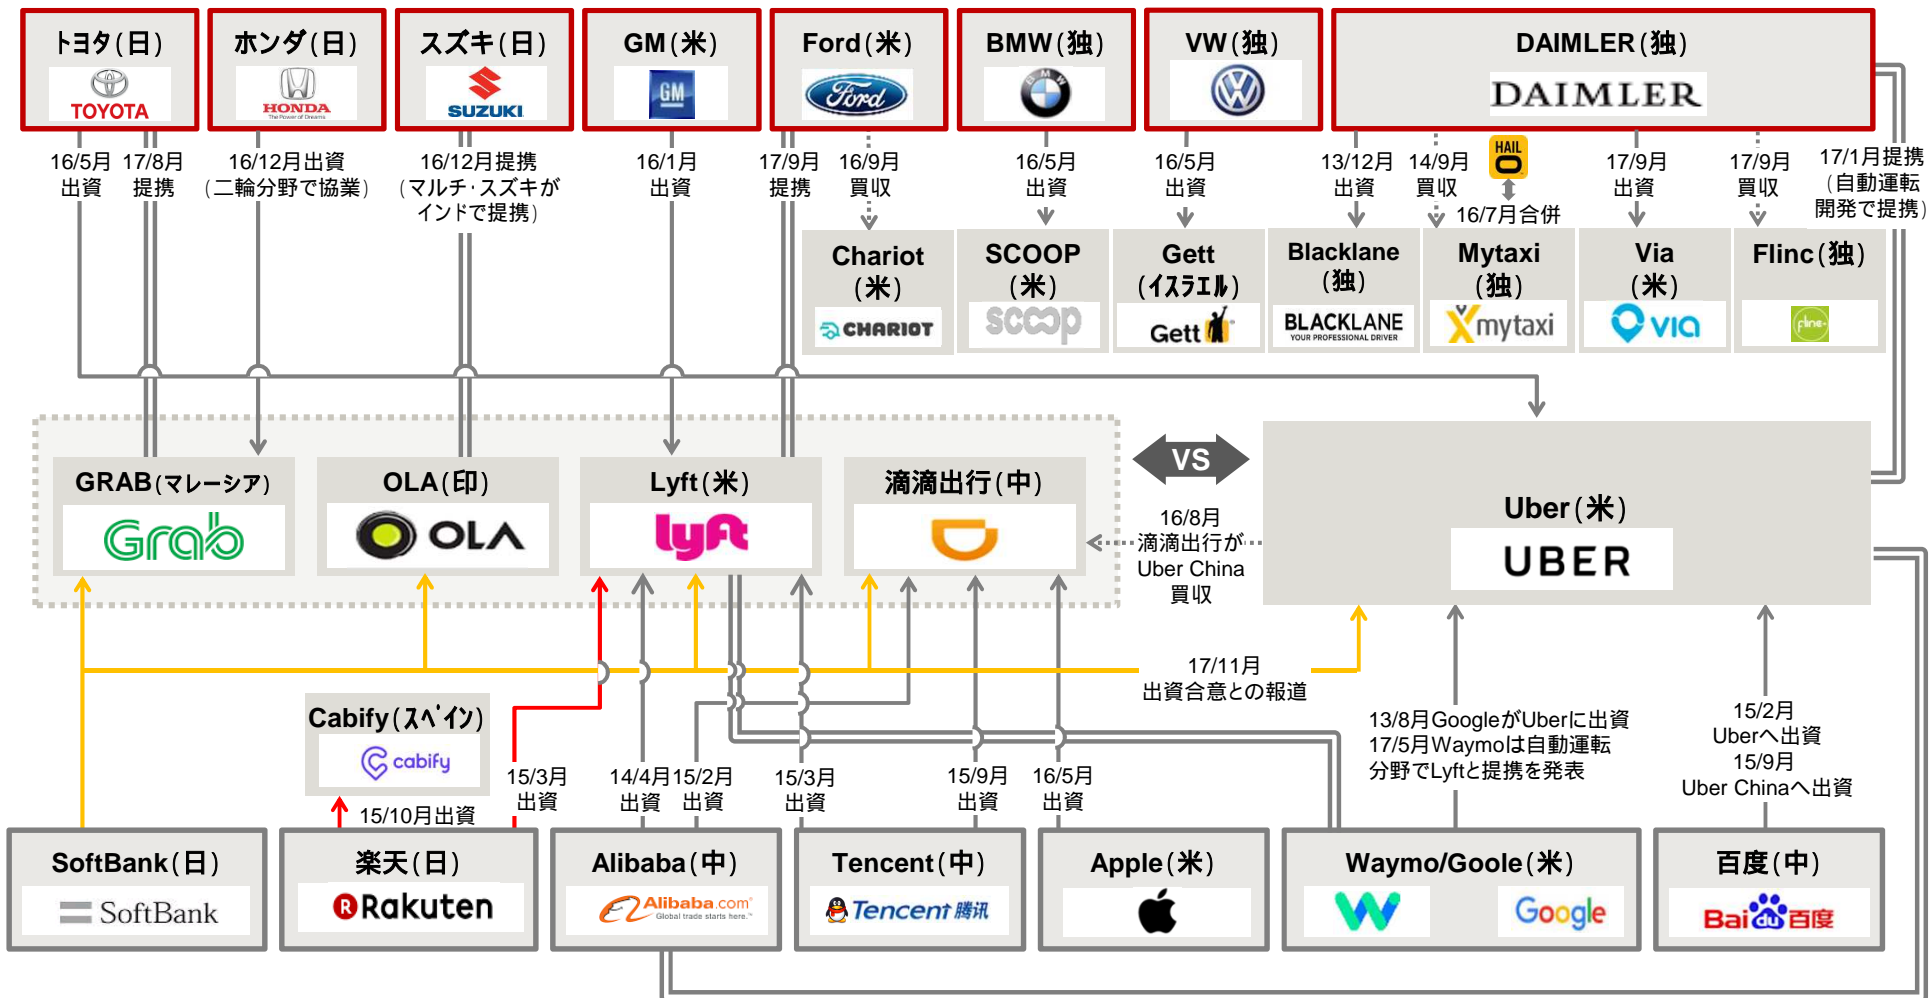 トヨタ(日)
TOYOTA
ホンダ(日)
HONDA
The Power of Dreams
スズキ(日)
SUZUKI
GM(米)
GM
Ford(米)
Ford
BMW(独)
BMW
VW(独)
DAIMLER(独)
DAIMLER
16/5月
出資
17/8月
提携
16/12月出資
(二輪分野で協業)
16/12月提携
(マルチ･スズキが
インドで提携)
16/1月
出資
17/9月
提携
16/9月
買収
16/5月
出資
16/5月
出資
13/12月
出資
14/9月
買収
HAIL
O
16/7月合併
17/9月
出資
17/9月
買収
17/1月提携
(自動運転
開発で提携)
Chariot
(米)
CHARIOT
SCOOP
(米)
scoop
Gett
(イスラエル)
Gett
Blacklane
(独)
BLACKLANE
YOUR PROFESSIONAL DRIVER
Mytaxi
(独)
mytaxi
Via
(米)
via
Flinc(独)
flinc
GRAB(マレーシア)
Grab
OLA(印)
OLA
Lyft(米)
lyft
滴滴出行(中)
VS
16/8月
滴滴出行が
Uber China
買収
Uber(米)
UBER
17/11月
出資合意との報道
Cabify(スペイン)
cabify
15/10月出資
15/3月
出資
14/4月
出資
15/2月
出資
15/3月
出資
15/9月
出資
16/5月
出資
13/8月GoogleがUberに出資
17/5月Waymoは自動運転
分野でLyftと提携を発表
15/2月
Uberへ出資
15/9月
Uber Chinaへ出資
SoftBank(日)
SoftBank
楽天(日)
R Rakuten
Alibaba(中)
Alibaba.com
Global trade starts here.™
Tencent(中)
Tencent 腾讯
Apple(米)
Waymo/Goole(米)
Google
百度(中)
Bai du 百度